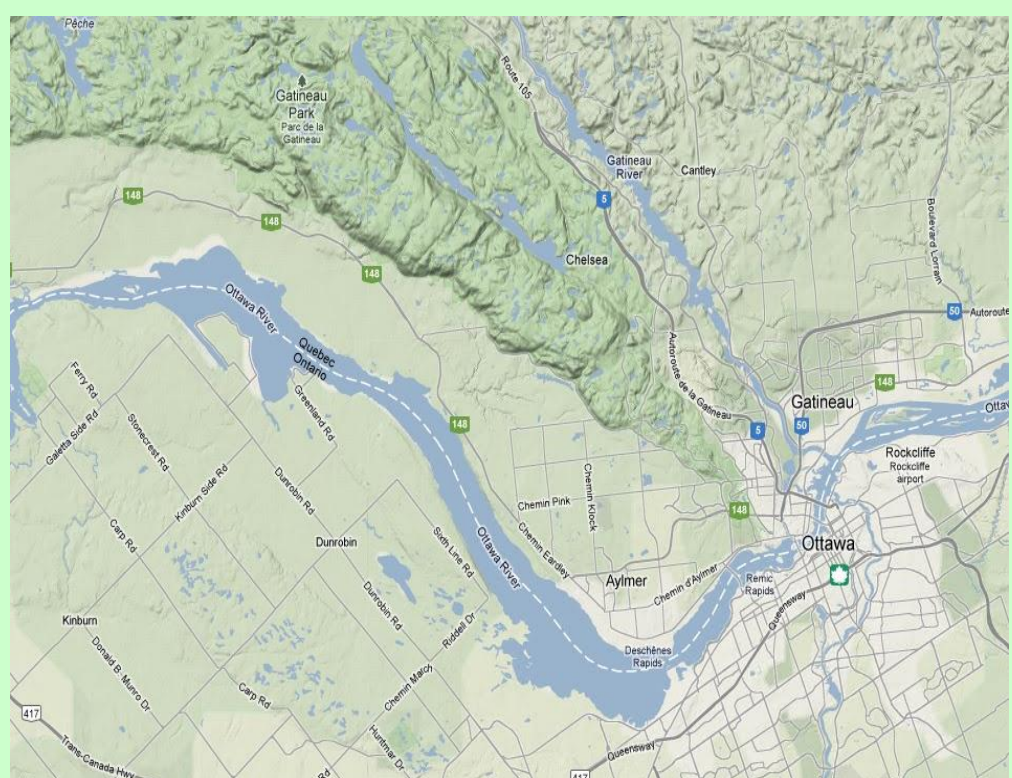 Pêche
Gatineau
Park
Parc de la
Gatineau
Route 105
Gatineau
River
Cantley
148
148
5
Boulevard Lorrain
Chelsea
148
Ottawa River
Quebec
Ontario
50
Autoroute
Autoroute de la Gatineau
Ferry Rd
Galetta Side Rd
Stonecrest Rd
Greenland Rd
148
148
Gatineau
5
50
Kinburn Side Rd
Dunrobin Rd
Rockcliffe
Rockcliffe
airport
Chemin Pink
Chemin Klock
148
Carp Rd
Dunrobin
Sixth Line Rd
Ottawa River
Chemin Eardley
Aylmer
Chemin d'Aylmer
Ottawa
Remic
Rapids
Queensway
Kinburn
Dunrobin Rd
Riddell Dr
Deschênes
Rapids
Donald B. Munro Dr
Carp Rd
Chemin March
Huntmar Dr
417
Trans-Canada Hwy
Rd
Queensway
417